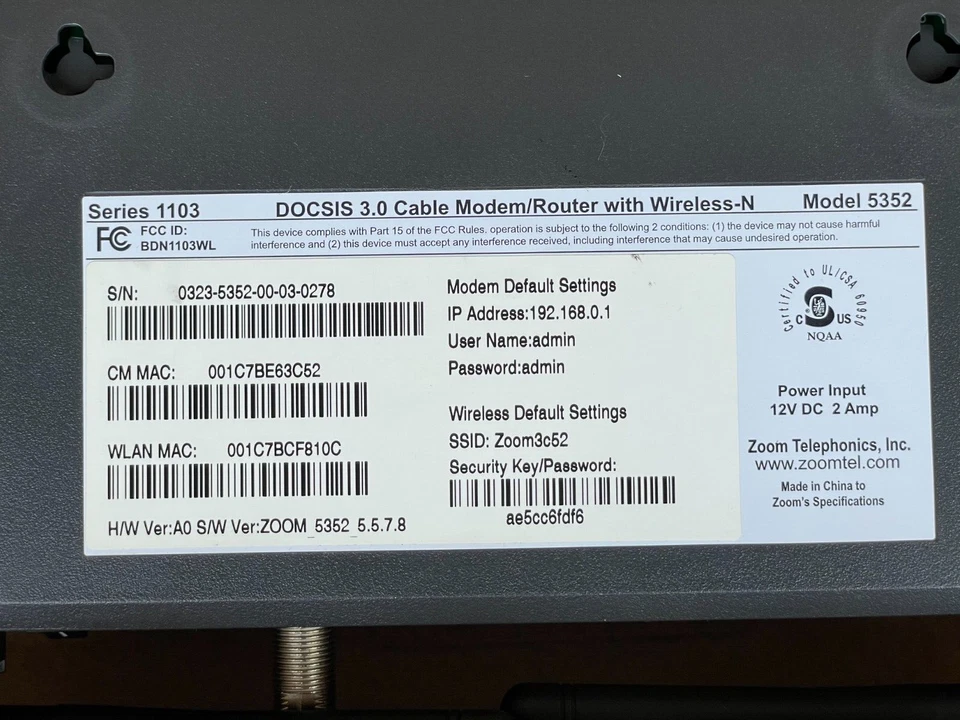 Series 1103
DOCSIS 3.0 Cable Modem/Router with Wireless-N
Model 5352
FC
FCC ID:
BDN1103WL
This device complies with Part 15 of the FCC Rules. operation is subject to the following 2 conditions: (1) the device may not cause harmful
interference and (2) this device must accept any interference received, including interference that may cause undesired operation.
S/N: 0323-5352-00-03-0278
CM MAC: 001C7BE63C52
WLAN MAC: 001C7BCF810C
H/W Ver:A0 S/W Ver:ZOOM_5352_5.5.7.8
Modem Default Settings
IP Address:192.168.0.1
User Name:admin
Password:admin
Wireless Default Settings
SSID: Zoom3c52
Security Key/Password:
ae5cc6fdf6
Certified to UL/CSA 60950
C S US
NQAA
Power Input
12V DC 2 Amp
Zoom Telephonics, Inc.
www.zoomtel.com
Made in China to
Zoom's Specifications